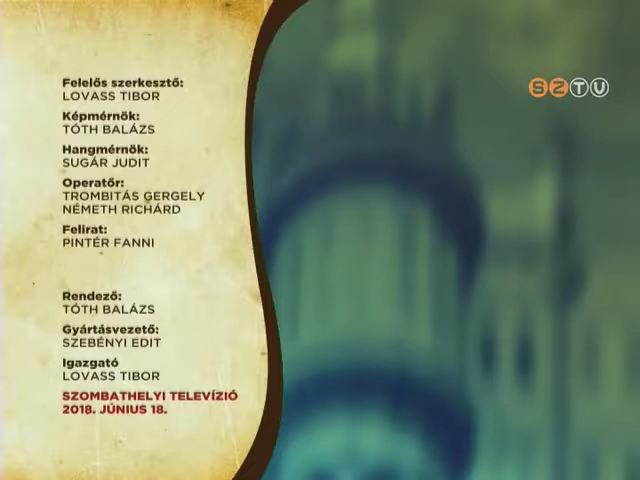 Felelős szerkesztő:
LOVASS TIBOR
Képmérnök:
TÓTH BALÁZS
Hangmérnök:
SUGÁR JUDIT
Operatőr:
TROMBITÁS GERGELY
NÉMETH RICHÁRD
Felirat:
PINTÉR FANNI
Rendező:
TÓTH BALÁZS
Gyártásvezető:
SZEBÉNYI EDIT
Igazgató
LOVASS TIBOR
SZOMBATHELYI TELEVÍZIÓ
2018. JÚNIUS 18.
SZTV